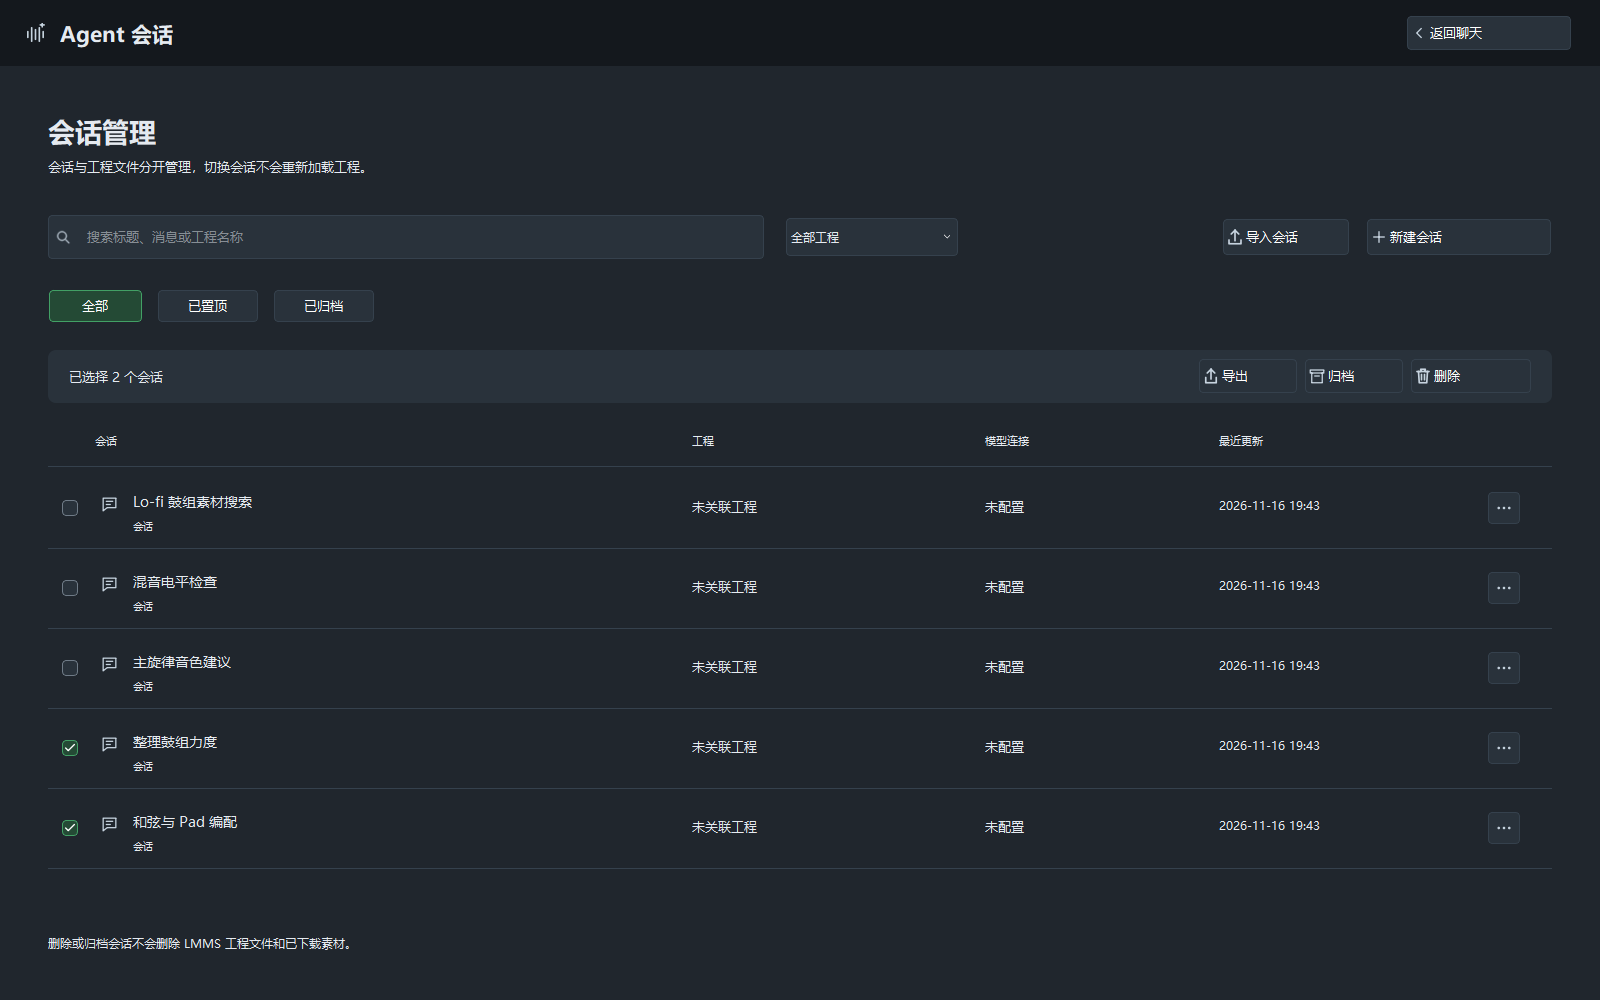 Agent 会话
返回聊天
会话管理
会话与工程文件分开管理，切换会话不会重新加载工程。
搜索标题、消息或工程名称
全部工程
导入会话
新建会话
全部
已置顶
已归档
已选择 2 个会话
导出
归档
删除
会话
工程
模型连接
最近更新
Lo-fi 鼓组素材搜索
会话
未关联工程
未配置
2026-11-16 19:43
混音电平检查
会话
未关联工程
未配置
2026-11-16 19:43
主旋律音色建议
会话
未关联工程
未配置
2026-11-16 19:43
整理鼓组力度
会话
未关联工程
未配置
2026-11-16 19:43
和弦与 Pad 编配
会话
未关联工程
未配置
2026-11-16 19:43
删除或归档会话不会删除 LMMS 工程文件和已下载素材。